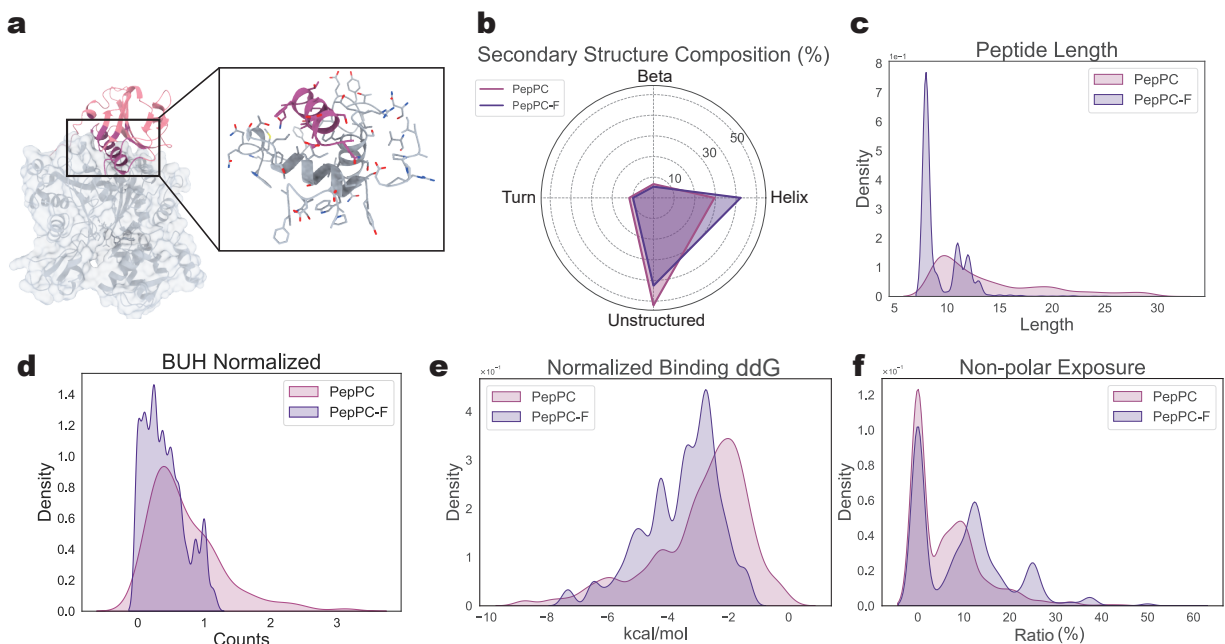 a
b
Secondary Structure Composition (%)
PepPC
PepPC-F
Beta
50
30
10
Turn
Helix
Unstructured
c
Peptide Length
1e−1
8
7
6
5
4
3
2
1
0
Density
PepPC
PepPC-F
5 10 15 20 25 30
Length
d
BUH Normalized
1.4
1.2
1.0
0.8
0.6
0.4
0.2
0.0
Density
PepPC
PepPC-F
0 1 2 3
Counts
e
Normalized Binding ddG
×10⁻¹
4
3
2
1
0
Density
PepPC
PepPC-F
−10 −8 −6 −4 −2 0
kcal/mol
f
Non-polar Exposure
×10⁻¹
1.2
1.0
0.8
0.6
0.4
0.2
0.0
Density
PepPC
PepPC-F
0 10 20 30 40 50 60
Ratio (%)